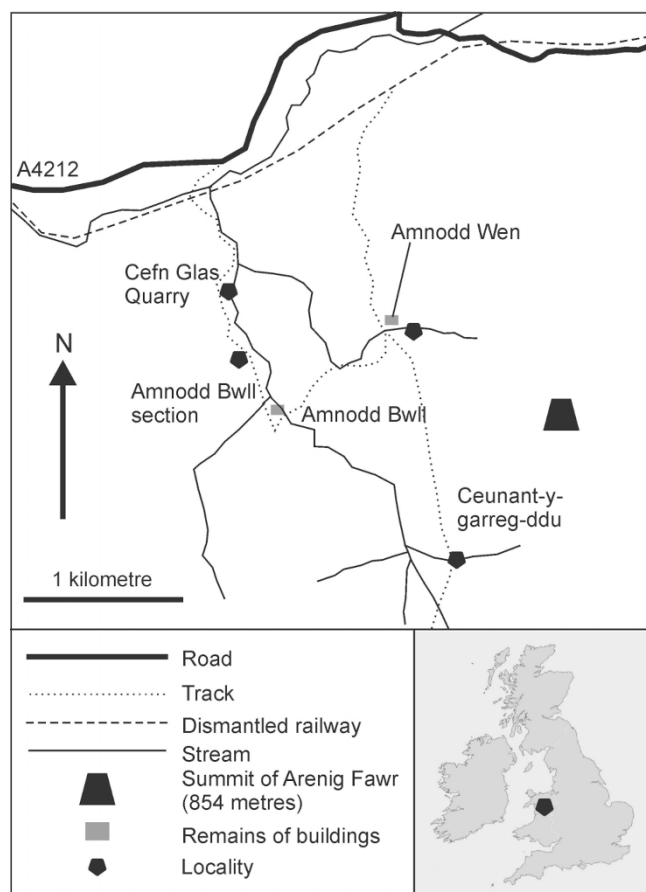 A4212
Amnodd Wen
Cefn Glas
Quarry
N
Amnodd Bwll
section
Amnodd Bwll
Ceunant-y-
garreg-ddu
1 kilometre
Road
Track
Dismantled railway
Stream
Summit of Arenig Fawr
(854 metres)
Remains of buildings
Locality